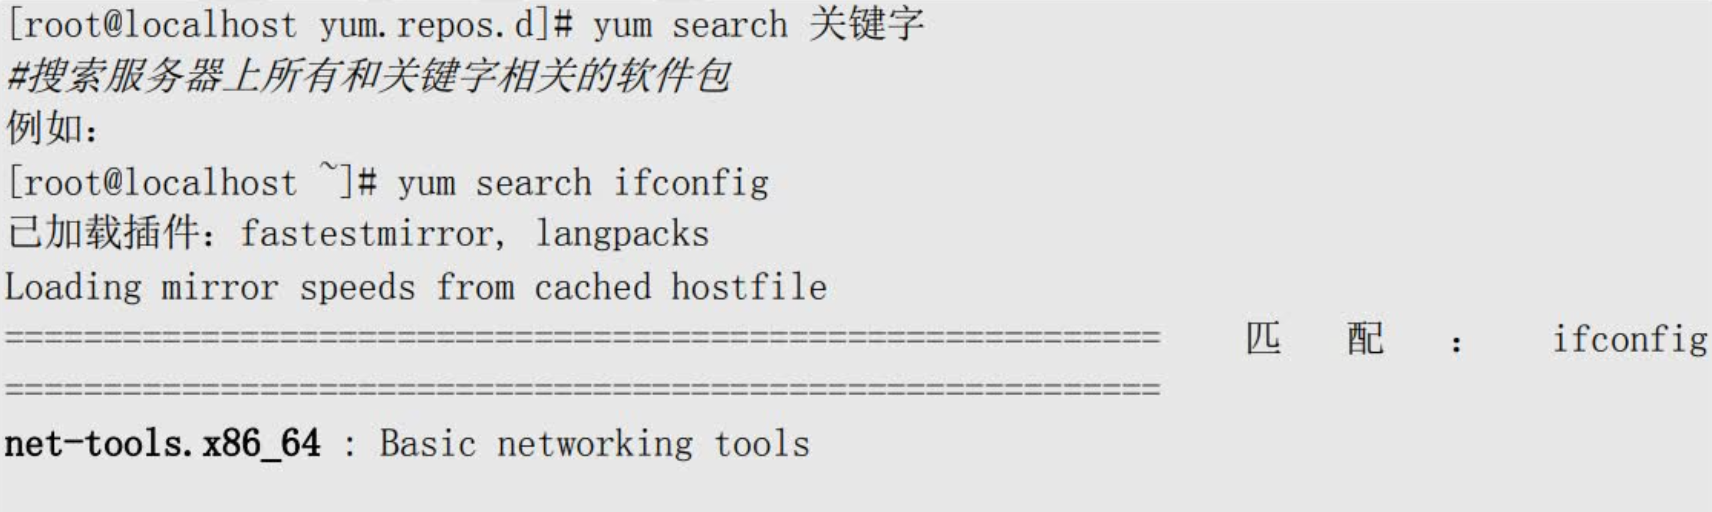 [root@localhost yum.repos.d]# yum search 关键字
#搜索服务器上所有和关键字相关的软件包
例如：
[root@localhost ~]# yum search ifconfig
已加载插件：fastestmirror, langpacks
Loading mirror speeds from cached hostfile
=========================================================== 匹 配 ： ifconfig
===========================================================
net-tools.x86_64 : Basic networking tools